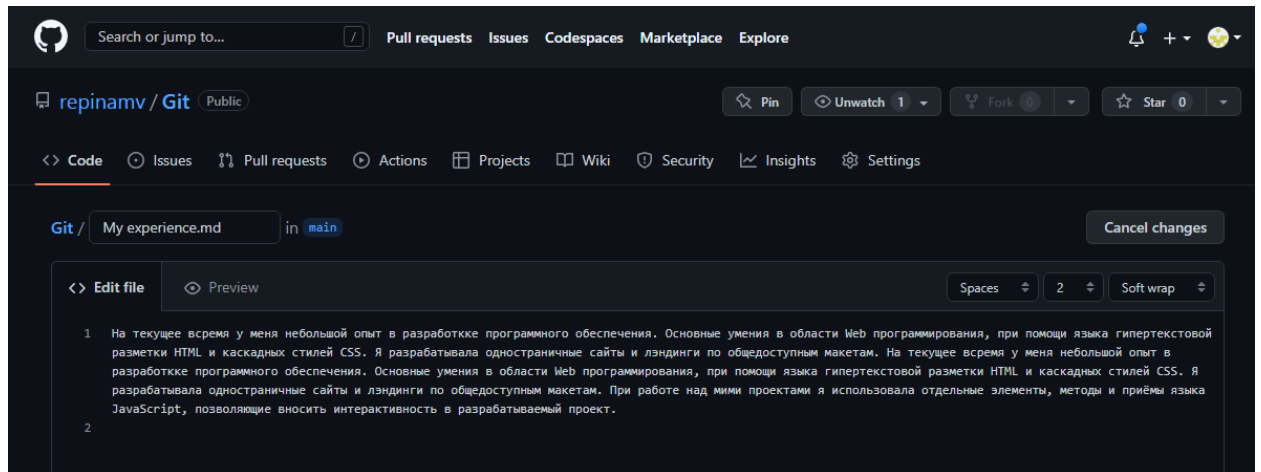 Search or jump to... / Pull requests Issues Codespaces Marketplace Explore
repinamv / Git Public Pin Unwatch 1 Fork 0 Star 0
Code Issues Pull requests Actions Projects Wiki Security Insights Settings
Git / My experience.md in main Cancel changes
<> Edit file Preview Spaces 2 Soft wrap
1 На текущее всремя у меня небольшой опыт в разработкке программного обеспечения. Основные умения в области Web программирования, при помощи языка гипертекстовой
разметки HTML и каскадных стилей CSS. Я разрабатывала одностраничные сайты и лэндинги по общедоступным макетам. На текущее всремя у меня небольшой опыт в
разработкке программного обеспечения. Основные умения в области Web программирования, при помощи языка гипертекстовой разметки HTML и каскадных стилей CSS. Я
разрабатывала одностраничные сайты и лэндинги по общедоступным макетам. При работе над мими проектами я использовала отдельные элементы, методы и приёмы языка
JavaScript, позволяющие вносить интерактивность в разрабатываемый проект.
2